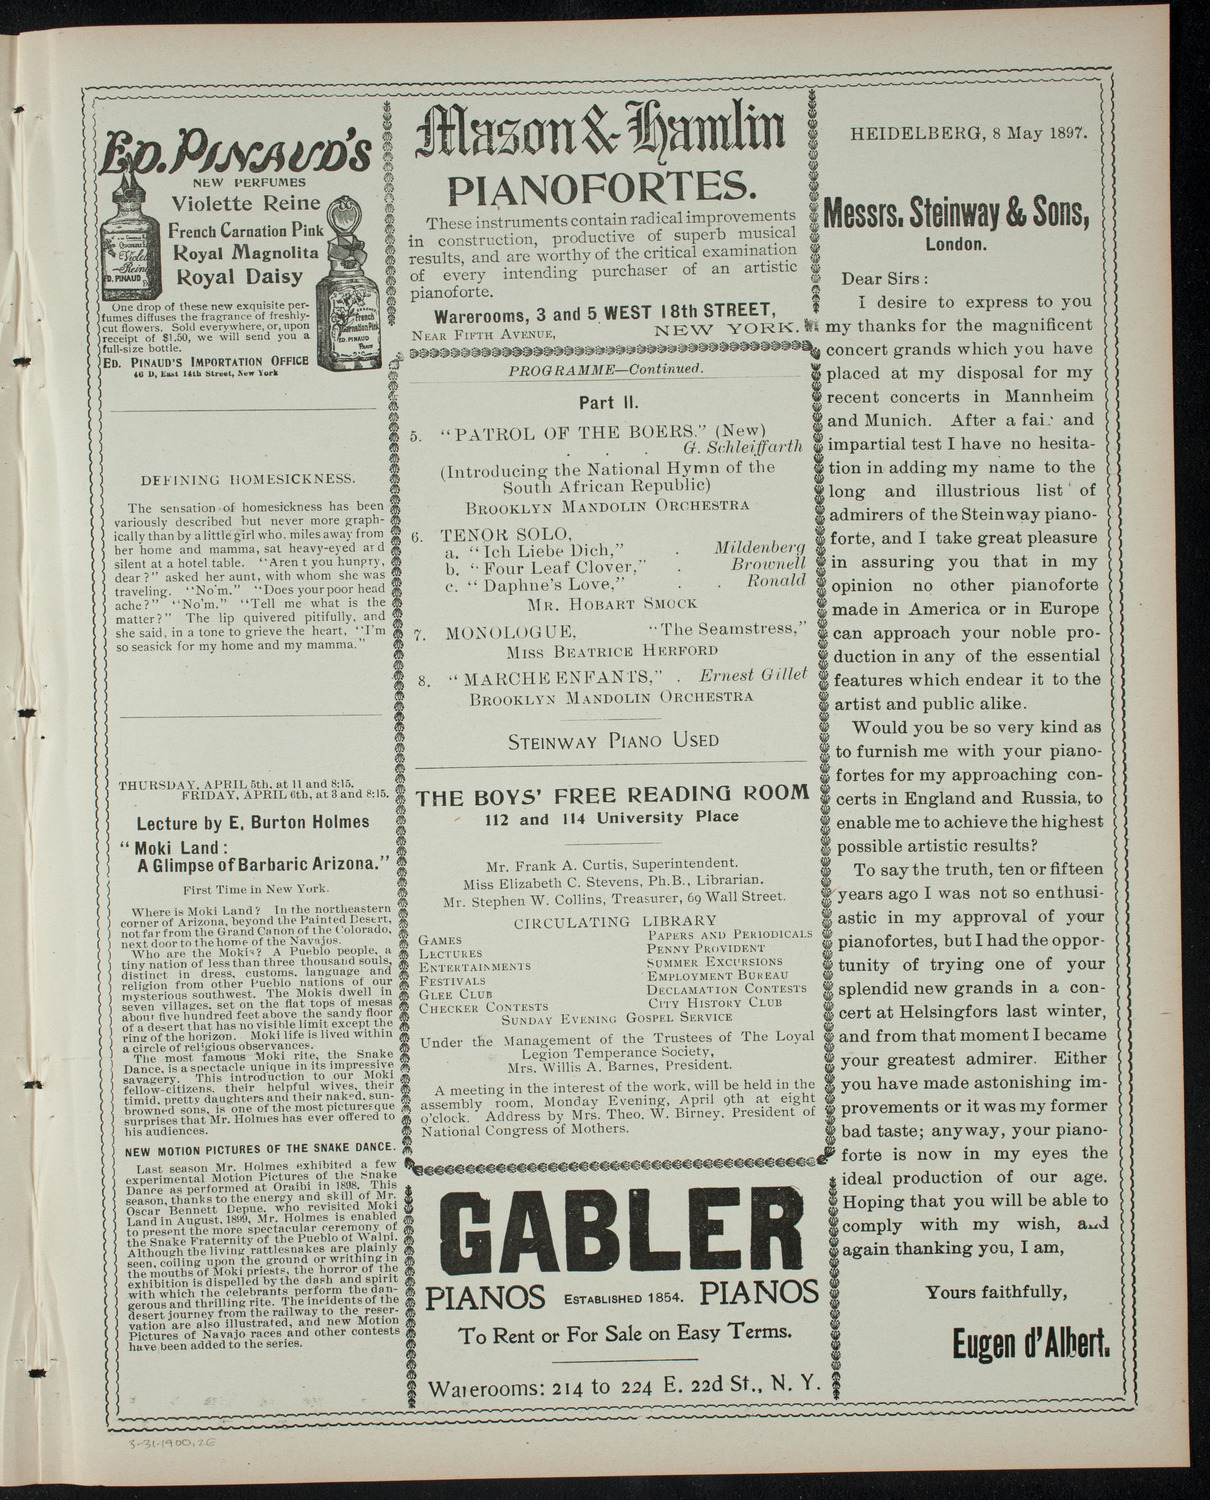 ED. PINAUD'S
NEW PERFUMES
Violette Reine
French Carnation Pink
Royal Magnolita
Royal Daisy
One drop of these new exquisite per-
fumes diffuses the fragrance of freshly-
cut flowers. Sold everywhere, or, upon
receipt of $1.50, we will send you a
full-size bottle.
ED. PINAUD'S IMPORTATION OFFICE
46 D, East 14th Street, New York
DEFINING HOMESICKNESS.
The sensation of homesickness has been
variously described but never more graph-
ically than by a little girl who, miles away from
her home and mamma, sat heavy-eyed and
silent at a hotel table. "Aren t you hungry,
dear?" asked her aunt, with whom she was
traveling. "No'm." "Does your poor head
ache?" "No'm." "Tell me what is the
matter?" The lip quivered pitifully, and
she said, in a tone to grieve the heart, "I'm
so seasick for my home and my mamma."
THURSDAY, APRIL 5th, at 11 and 8:15.
FRIDAY, APRIL 6th, at 3 and 8:15.
Lecture by E. Burton Holmes
"Moki Land:
A Glimpse of Barbaric Arizona."
First Time in New York.
Where is Moki Land? In the northeastern
corner of Arizona, beyond the Painted Desert,
not far from the Grand Canon of the Colorado,
next door to the home of the Navajos.
Who are the Mokis? A Pueblo people, a
tiny nation of less than three thousand souls,
distinct in dress, customs, language and
religion from other Pueblo nations of our
mysterious southwest. The Mokis dwell in
seven villages, set on the flat tops of mesas
about five hundred feet above the sandy floor
of a desert that has no visible limit except the
ring of the horizon. Moki life is lived within
a circle of religious observances.
The most famous Moki rite, the Snake
Dance, is a spectacle unique in its impressive
savagery. This introduction to our Moki
fellow-citizens, their helpful wives, their
timid, pretty daughters and their naked, sun-
browned sons, is one of the most picturesque
surprises that Mr. Holmes has ever offered to
his audiences.
NEW MOTION PICTURES OF THE SNAKE DANCE.
Last season Mr. Holmes exhibited a few
experimental Motion Pictures of the Snake
Dance as performed at Oraibi in 1898. This
season, thanks to the energy and skill of Mr.
Oscar Bennett Depue, who revisited Moki
Land in August, 1899, Mr. Holmes is enabled
to present the more spectacular ceremony of
the Snake Fraternity of the Pueblo of Walpi.
Although the living rattlesnakes are plainly
seen, coiling upon the ground or writhing in
the mouths of Moki priests, the horror of the
exhibition is dispelled by the dash and spirit
with which the celebrants perform the dan-
gerous and thrilling rite. The incidents of the
desert journey from the railway to the reser-
vation are also illustrated, and new Motion
Pictures of Navajo races and other contests
have been added to the series.
Mason & Hamlin
PIANOFORTES.
These instruments contain radical improvements
in construction, productive of superb musical
results, and are worthy of the critical examination
of every intending purchaser of an artistic
pianoforte.
Warerooms, 3 and 5 WEST 18th STREET,
NEAR FIFTH AVENUE, NEW YORK.
PROGRAMME—Continued.
Part II.
5. "PATROL OF THE BOERS." (New)
. . . G. Schleiffarth
(Introducing the National Hymn of the
South African Republic)
BROOKLYN MANDOLIN ORCHESTRA
6. TENOR SOLO,
a. "Ich Liebe Dich," . Mildenberg
b. "Four Leaf Clover," . Brownell
c. "Daphne's Love," . . Ronald
MR. HOBART SMOCK
7. MONOLOGUE, "The Seamstress,"
MISS BEATRICE HERFORD
8. "MARCHE ENFANTS," . Ernest Gillet
BROOKLYN MANDOLIN ORCHESTRA
STEINWAY PIANO USED
THE BOYS' FREE READING ROOM
112 and 114 University Place
Mr. Frank A. Curtis, Superintendent.
Miss Elizabeth C. Stevens, Ph.B., Librarian.
Mr. Stephen W. Collins, Treasurer, 69 Wall Street.
CIRCULATING LIBRARY
GAMES PAPERS AND PERIODICALS
LECTURES PENNY PROVIDENT
ENTERTAINMENTS SUMMER EXCURSIONS
FESTIVALS EMPLOYMENT BUREAU
GLEE CLUB DECLAMATION CONTESTS
CHECKER CONTESTS CITY HISTORY CLUB
SUNDAY EVENING GOSPEL SERVICE
Under the Management of the Trustees of The Loyal
Legion Temperance Society,
Mrs. Willis A. Barnes, President.
A meeting in the interest of the work, will be held in the
assembly room, Monday Evening, April 9th at eight
o'clock. Address by Mrs. Theo. W. Birney, President of
National Congress of Mothers.
GABLER
PIANOS ESTABLISHED 1854. PIANOS
To Rent or For Sale on Easy Terms.
Warerooms: 214 to 224 E. 22d St., N. Y.
HEIDELBERG, 8 May 1897.
Messrs. Steinway & Sons,
London.
Dear Sirs:
I desire to express to you
my thanks for the magnificent
concert grands which you have
placed at my disposal for my
recent concerts in Mannheim
and Munich. After a fair and
impartial test I have no hesita-
tion in adding my name to the
long and illustrious list of
admirers of the Steinway piano-
forte, and I take great pleasure
in assuring you that in my
opinion no other pianoforte
made in America or in Europe
can approach your noble pro-
duction in any of the essential
features which endear it to the
artist and public alike.
Would you be so very kind as
to furnish me with your piano-
fortes for my approaching con-
certs in England and Russia, to
enable me to achieve the highest
possible artistic results?
To say the truth, ten or fifteen
years ago I was not so enthusi-
astic in my approval of your
pianofortes, but I had the oppor-
tunity of trying one of your
splendid new grands in a con-
cert at Helsingfors last winter,
and from that moment I became
your greatest admirer. Either
you have made astonishing im-
provements or it was my former
bad taste; anyway, your piano-
forte is now in my eyes the
ideal production of our age.
Hoping that you will be able to
comply with my wish, and
again thanking you, I am,
Yours faithfully,
Eugen d'Albert.
3-31-1900, 2E